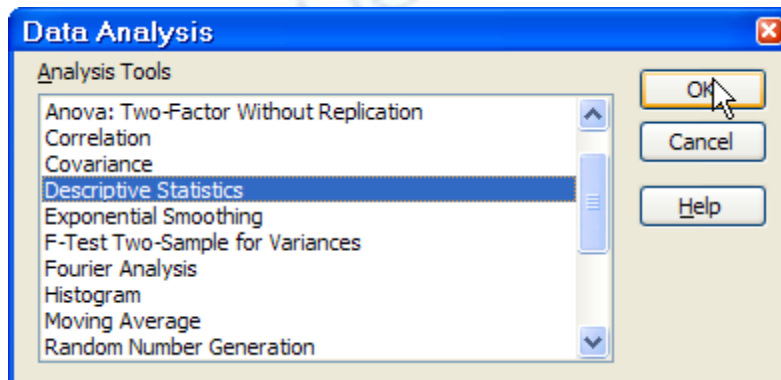 Data Analysis
Analysis Tools
Anova: Two-Factor Without Replication
Correlation
Covariance
Descriptive Statistics
Exponential Smoothing
F-Test Two-Sample for Variances
Fourier Analysis
Histogram
Moving Average
Random Number Generation
OK
Cancel
Help